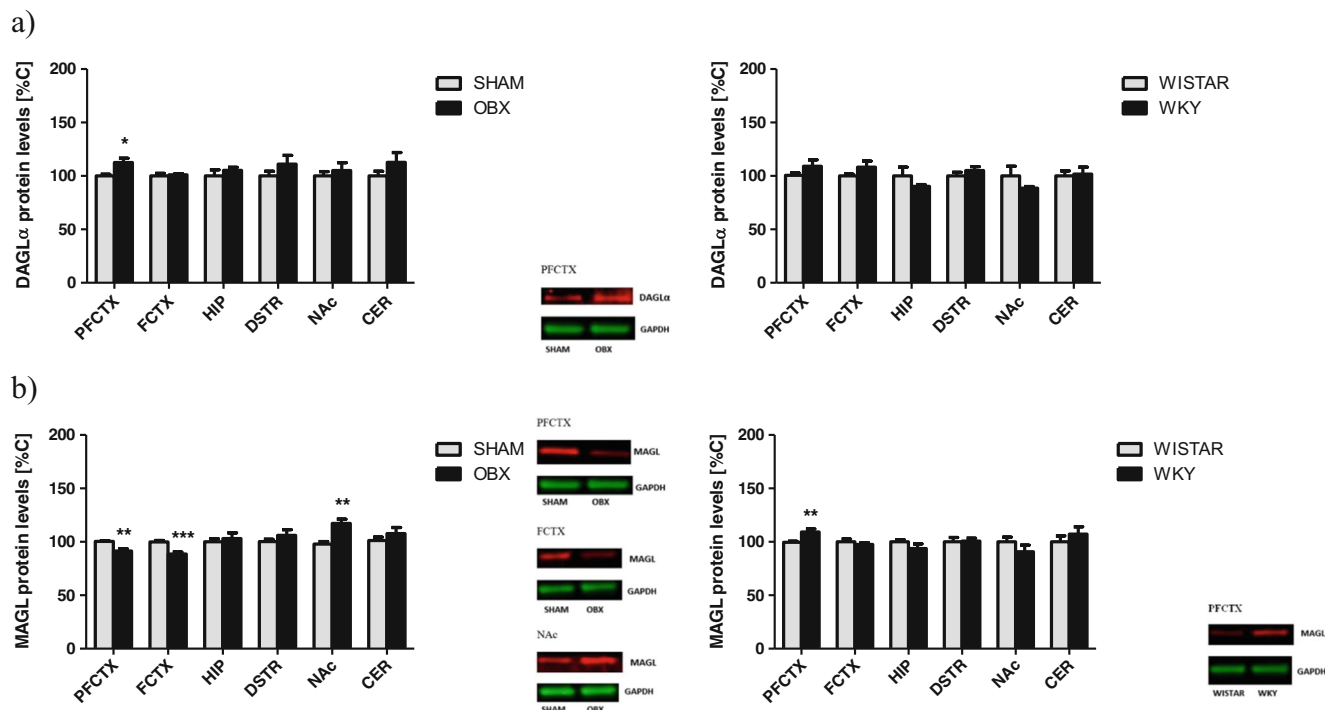 a)
DAGLα protein levels [%C]
200
150
100
50
0
*
SHAM
OBX
PFCTX
FCTX
HIP
DSTR
NAc
CER
PFCTX
DAGLα
GAPDH
SHAM OBX
DAGLα protein levels [%C]
200
150
100
50
0
WISTAR
WKY
PFCTX
FCTX
HIP
DSTR
NAc
CER
b)
MAGL protein levels [%C]
200
150
100
50
0
** *** **
SHAM
OBX
PFCTX
FCTX
HIP
DSTR
NAc
CER
PFCTX
MAGL
GAPDH
SHAM OBX
FCTX
MAGL
GAPDH
SHAM OBX
NAc
MAGL
GAPDH
SHAM OBX
MAGL protein levels [%C]
200
150
100
50
0
**
WISTAR
WKY
PFCTX
FCTX
HIP
DSTR
NAc
CER
PFCTX
MAGL
GAPDH
WISTAR WKY